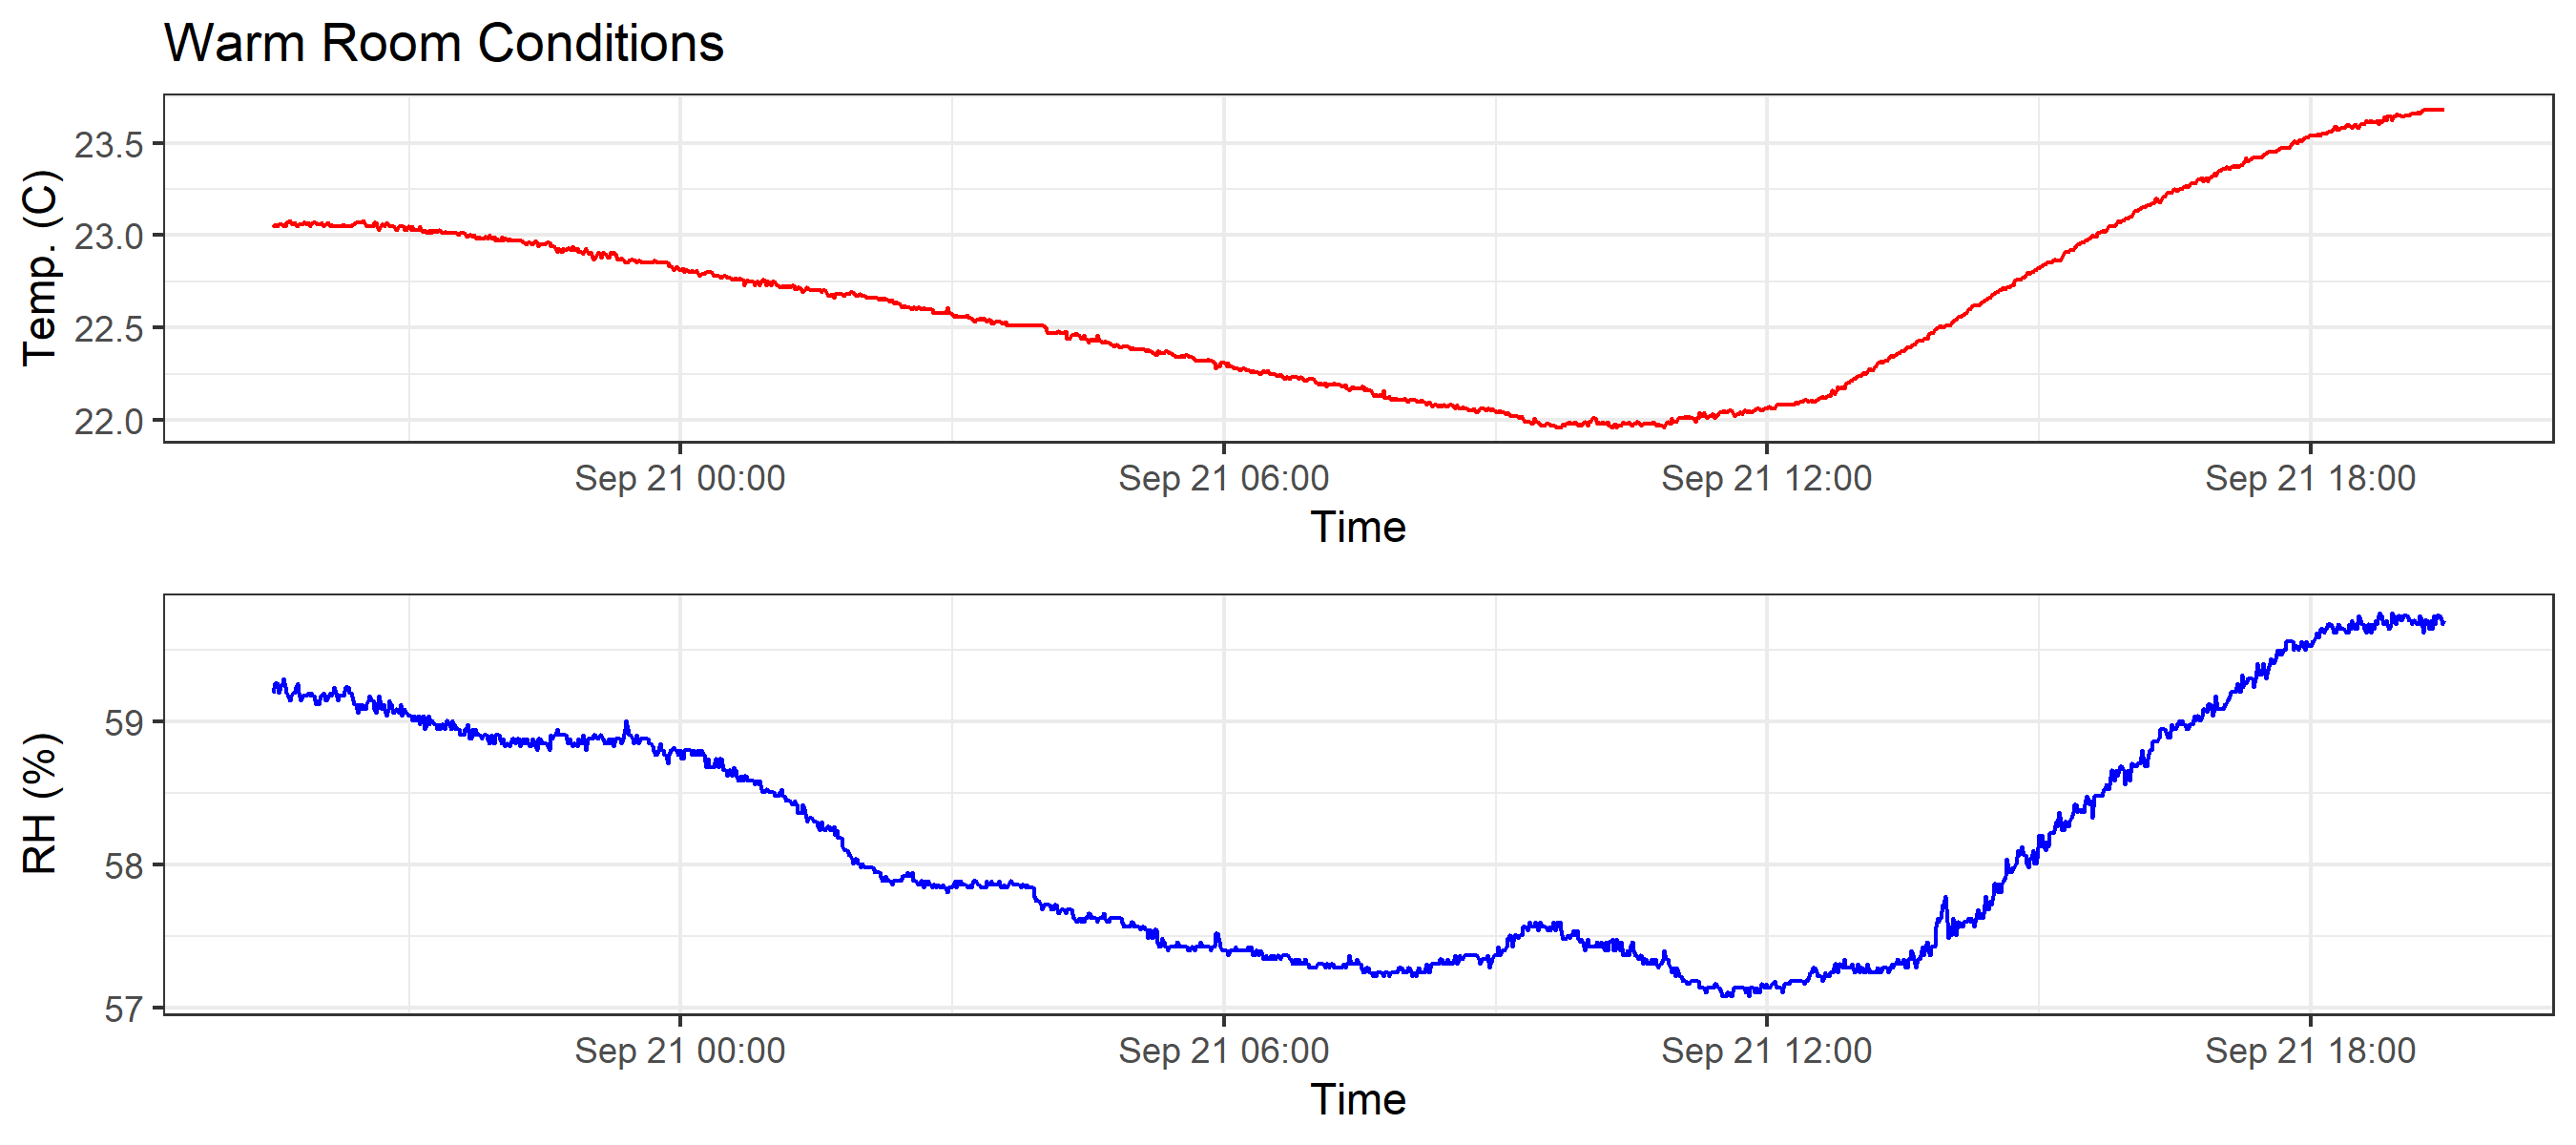 Warm Room Conditions
Temp. (C)
23.5
23.0
22.5
22.0
Sep 21 00:00 Sep 21 06:00 Sep 21 12:00 Sep 21 18:00
Time
RH (%)
59
58
57
Sep 21 00:00 Sep 21 06:00 Sep 21 12:00 Sep 21 18:00
Time